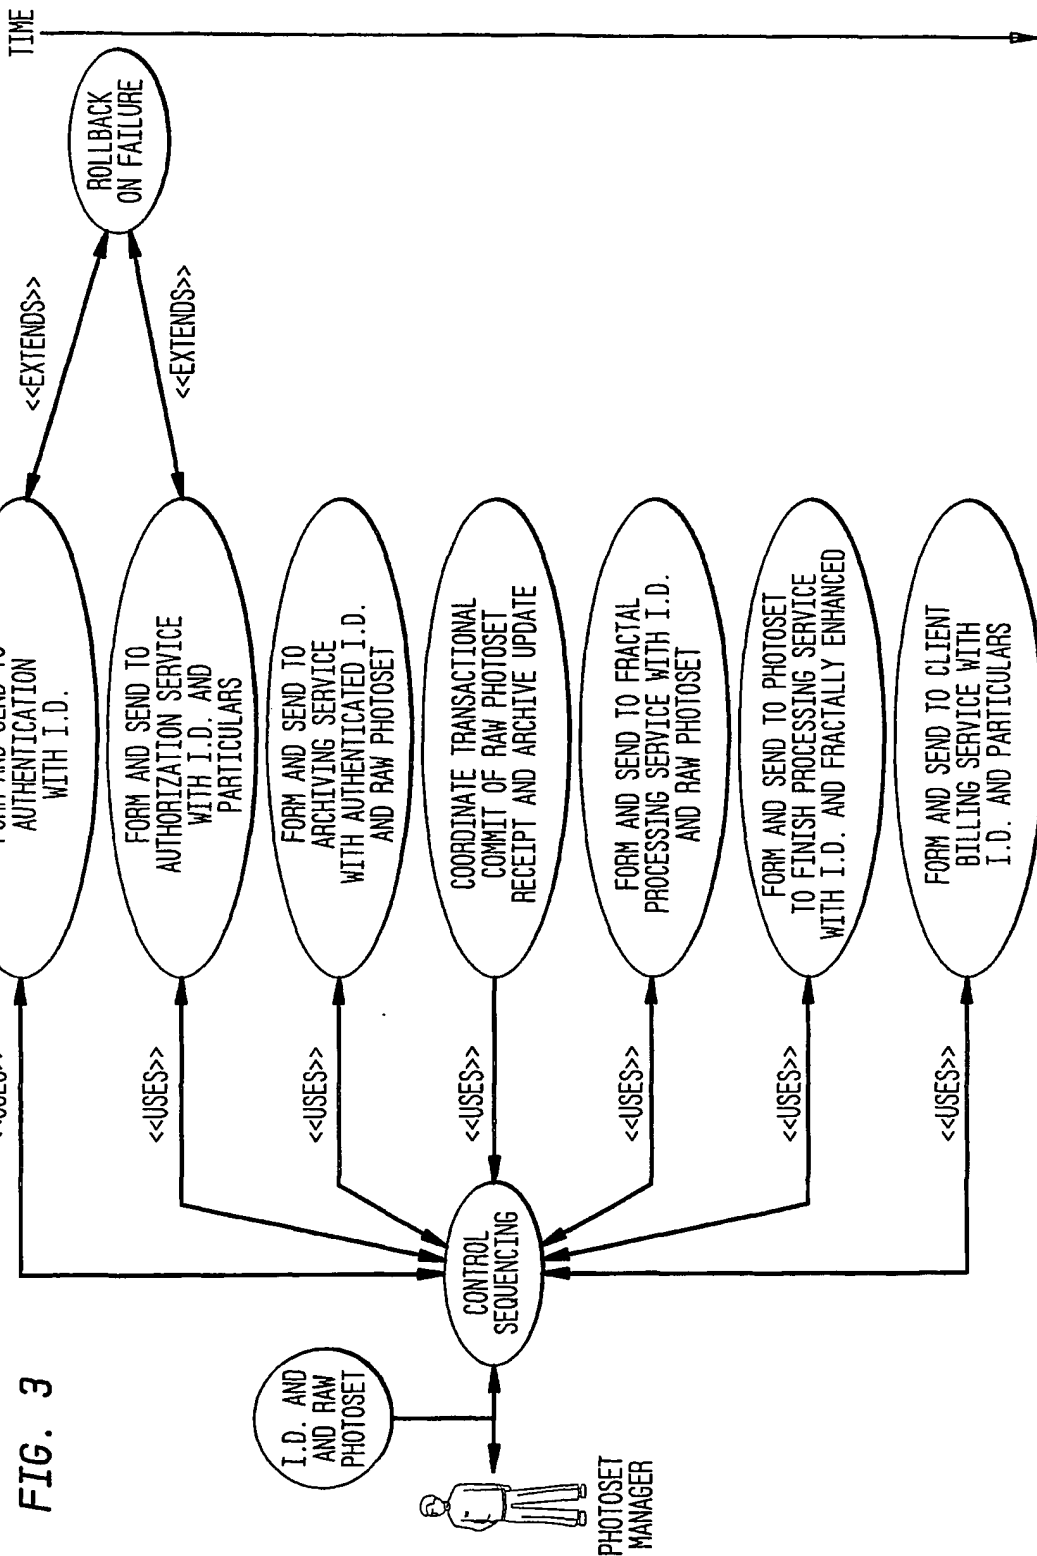 FIG. 3
TIME
ROLLBACK
ON FAILURE
<<EXTENDS>>
<<EXTENDS>>
AUTHENTICATION
WITH I.D.
FORM AND SEND TO
AUTHORIZATION SERVICE
WITH I.D. AND
PARTICULARS
FORM AND SEND TO
ARCHIVING SERVICE
WITH AUTHENTICATED I.D.
AND RAW PHOTOSET
COORDINATE TRANSACTIONAL
COMMIT OF RAW PHOTOSET
RECEIPT AND ARCHIVE UPDATE
FORM AND SEND TO FRACTAL
PROCESSING SERVICE WITH I.D.
AND RAW PHOTOSET
FORM AND SEND TO PHOTOSET
TO FINISH PROCESSING SERVICE
WITH I.D. AND FRACTALLY ENHANCED
FORM AND SEND TO CLIENT
BILLING SERVICE WITH
I.D. AND PARTICULARS
<<USES>>
<<USES>>
<<USES>>
<<USES>>
<<USES>>
<<USES>>
CONTROL
SEQUENCING
I.D. AND
AND RAW
PHOTOSET
PHOTOSET
MANAGER